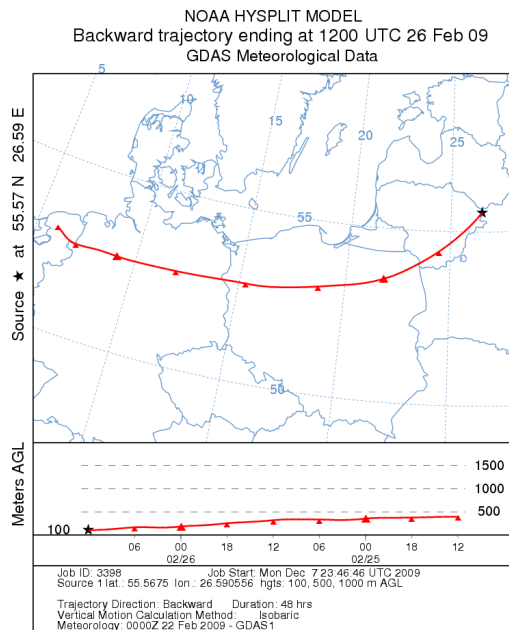 NOAA HYSPLIT MODEL
Backward trajectory ending at 1200 UTC 26 Feb 09
GDAS Meteorological Data
Source ★ at 55.57 N 26.59 E
5
10
15
20
25
55
50
Meters AGL
1500
1000
500
100
06 00 18 12 06 00 18 12
02/26 02/25
Job ID: 3398 Job Start: Mon Dec 7 23:46:46 UTC 2009
Source 1 lat.: 55.5675 lon.: 26.590556 hgts: 100, 500, 1000 m AGL
Trajectory Direction: Backward Duration: 48 hrs
Vertical Motion Calculation Method: Isobaric
Meteorology: 0000Z 22 Feb 2009 - GDAS1